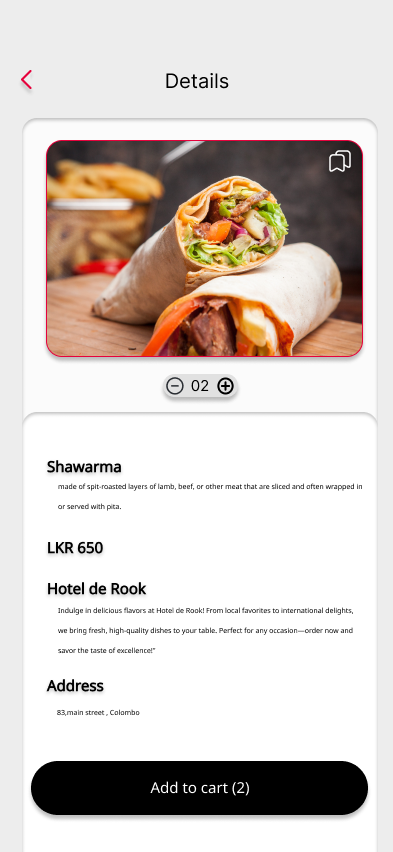 Details
02
Shawarma
made of spit-roasted layers of lamb, beef, or other meat that are sliced and often wrapped in
or served with pita.
LKR 650
Hotel de Rook
Indulge in delicious flavors at Hotel de Rook! From local favorites to international delights,
we bring fresh, high-quality dishes to your table. Perfect for any occasion—order now and
savor the taste of excellence!"
Address
83,main street , Colombo
Add to cart (2)